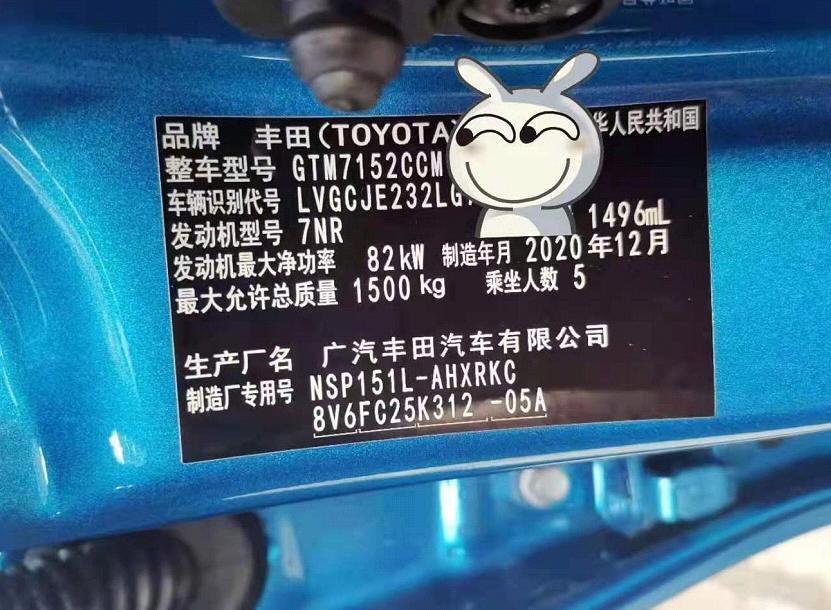 品牌 丰田(TOYOTA) 华人民共和国
整车型号 GTM7152CCM
车辆识别代号 LVGCJE232LG
发动机型号 7NR 1496mL
发动机最大净功率 82kW 制造年月 2020年12月
最大允许总质量 1500kg 乘坐人数 5
生产厂名 广汽丰田汽车有限公司
制造厂专用号 NSP151L-AHXRKC
8V6FC25K312 -05A